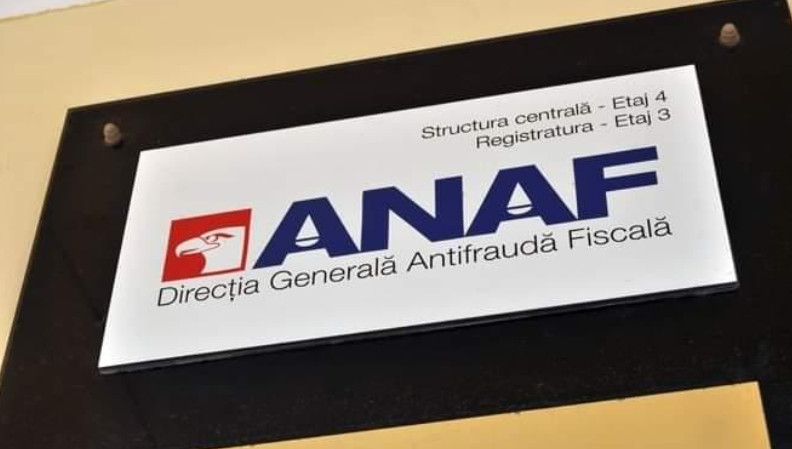 Structura centrală - Etaj 4
Registratura - Etaj 3
ANAF
Direcția Generală Antifraudă Fiscală